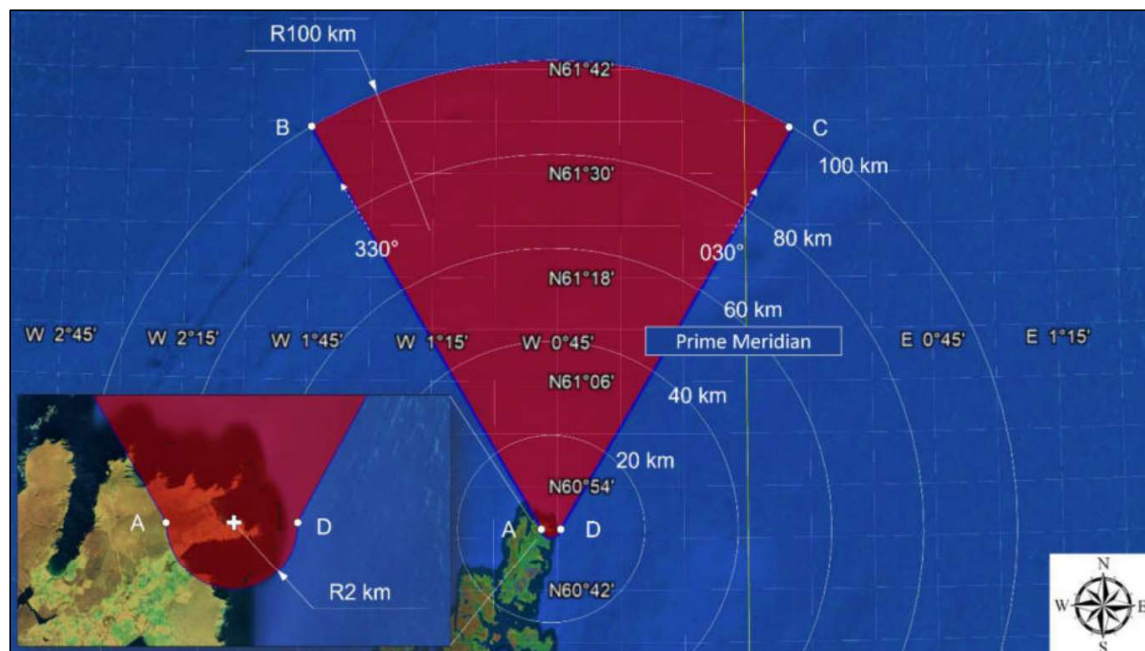 R100 km
N61°42'
B
C
100 km
N61°30'
330°
030°
80 km
N61°18'
60 km
W 2°45'
W 2°15'
W 1°45'
W 1°15'
W 0°45'
Prime Meridian
E 0°45'
E 1°15'
N61°06'
40 km
20 km
N60°54'
A
D
A
D
R2 km
N60°42'
N
W
E
S